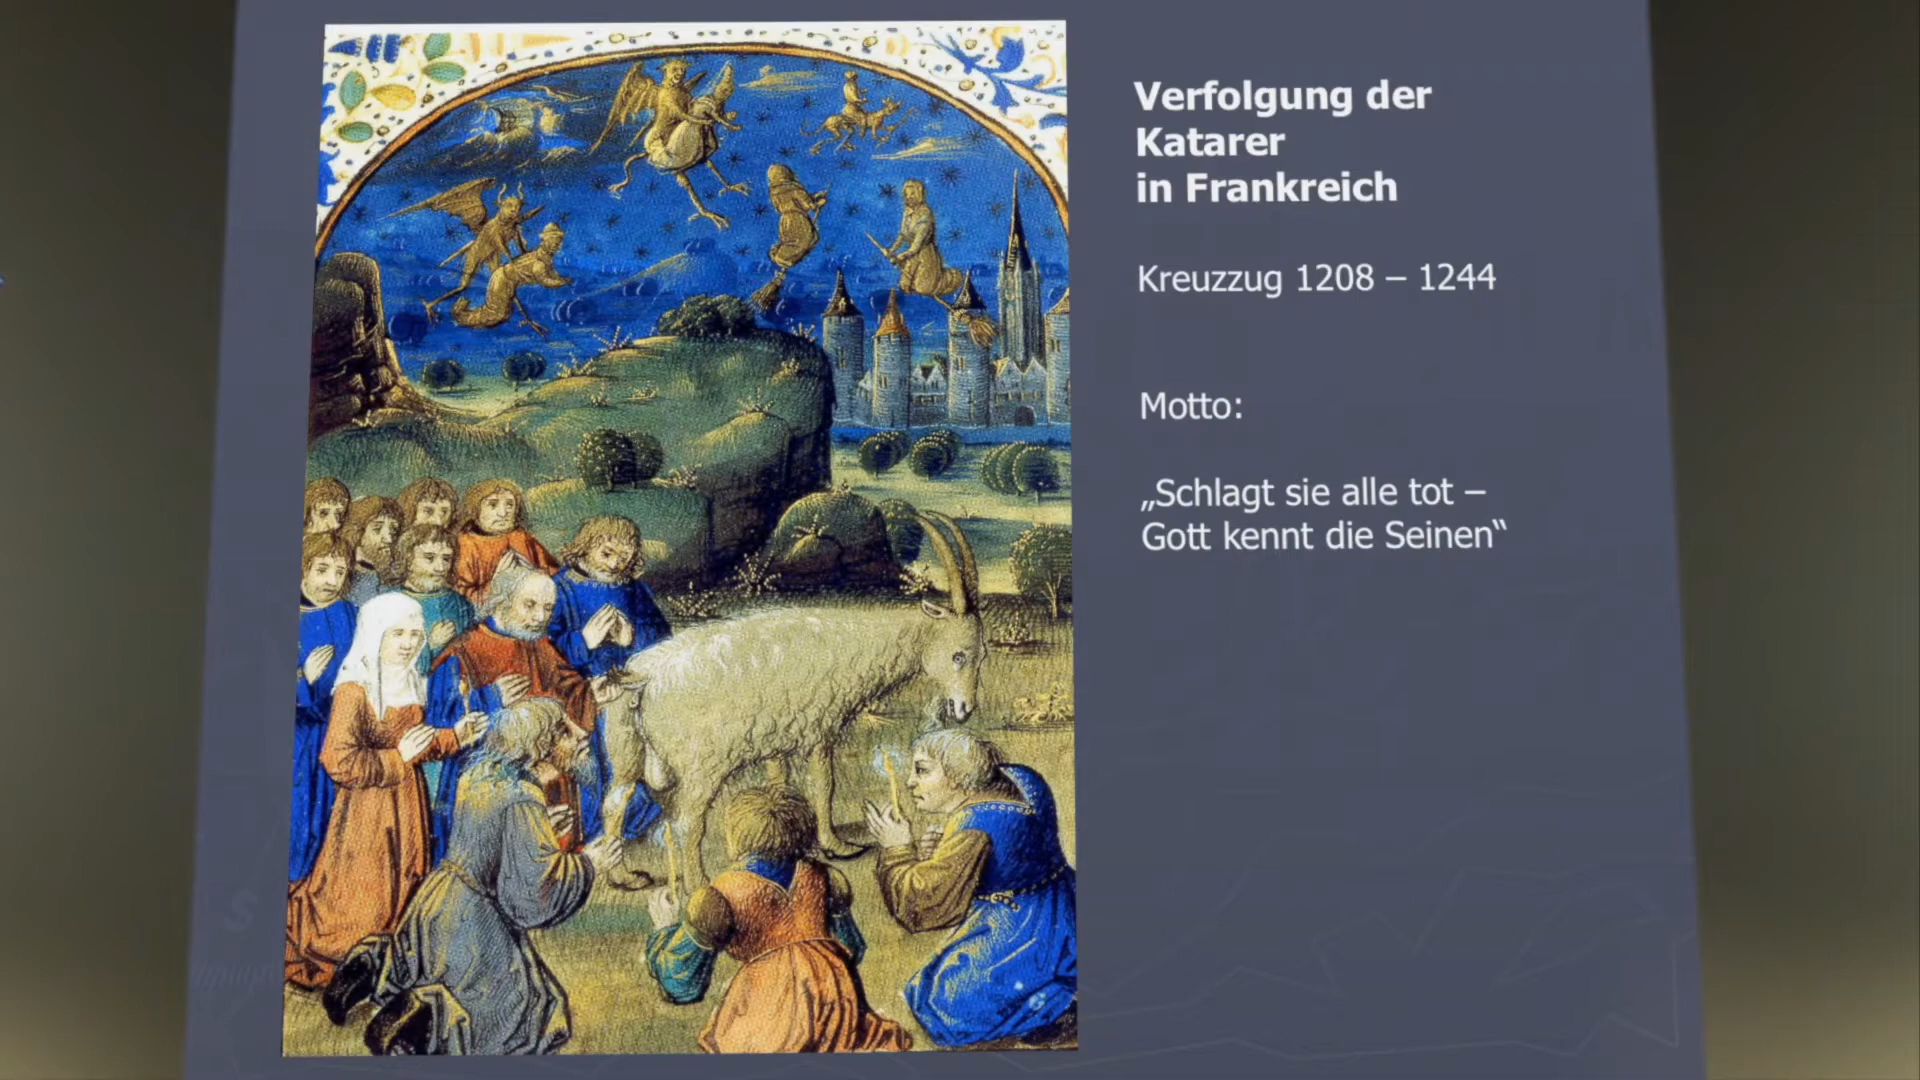 Verfolgung der
Katarer
in Frankreich
Kreuzzug 1208 – 1244
Motto:
„Schlagt sie alle tot –
Gott kennt die Seinen“